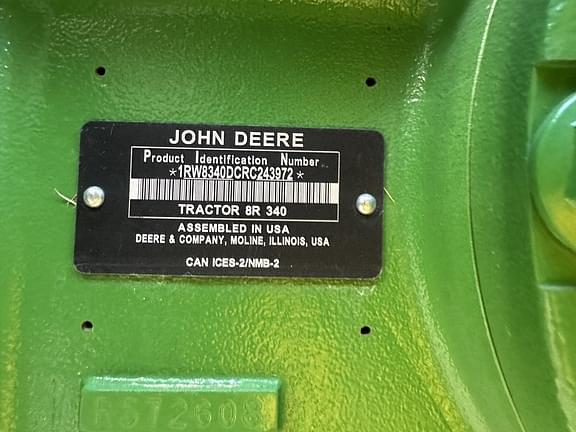 JOHN DEERE
Product Identification Number
*1RW8340DCRC243972*
TRACTOR 8R 340
ASSEMBLED IN USA
DEERE & COMPANY, MOLINE, ILLINOIS, USA
CAN ICES-2/NMB-2